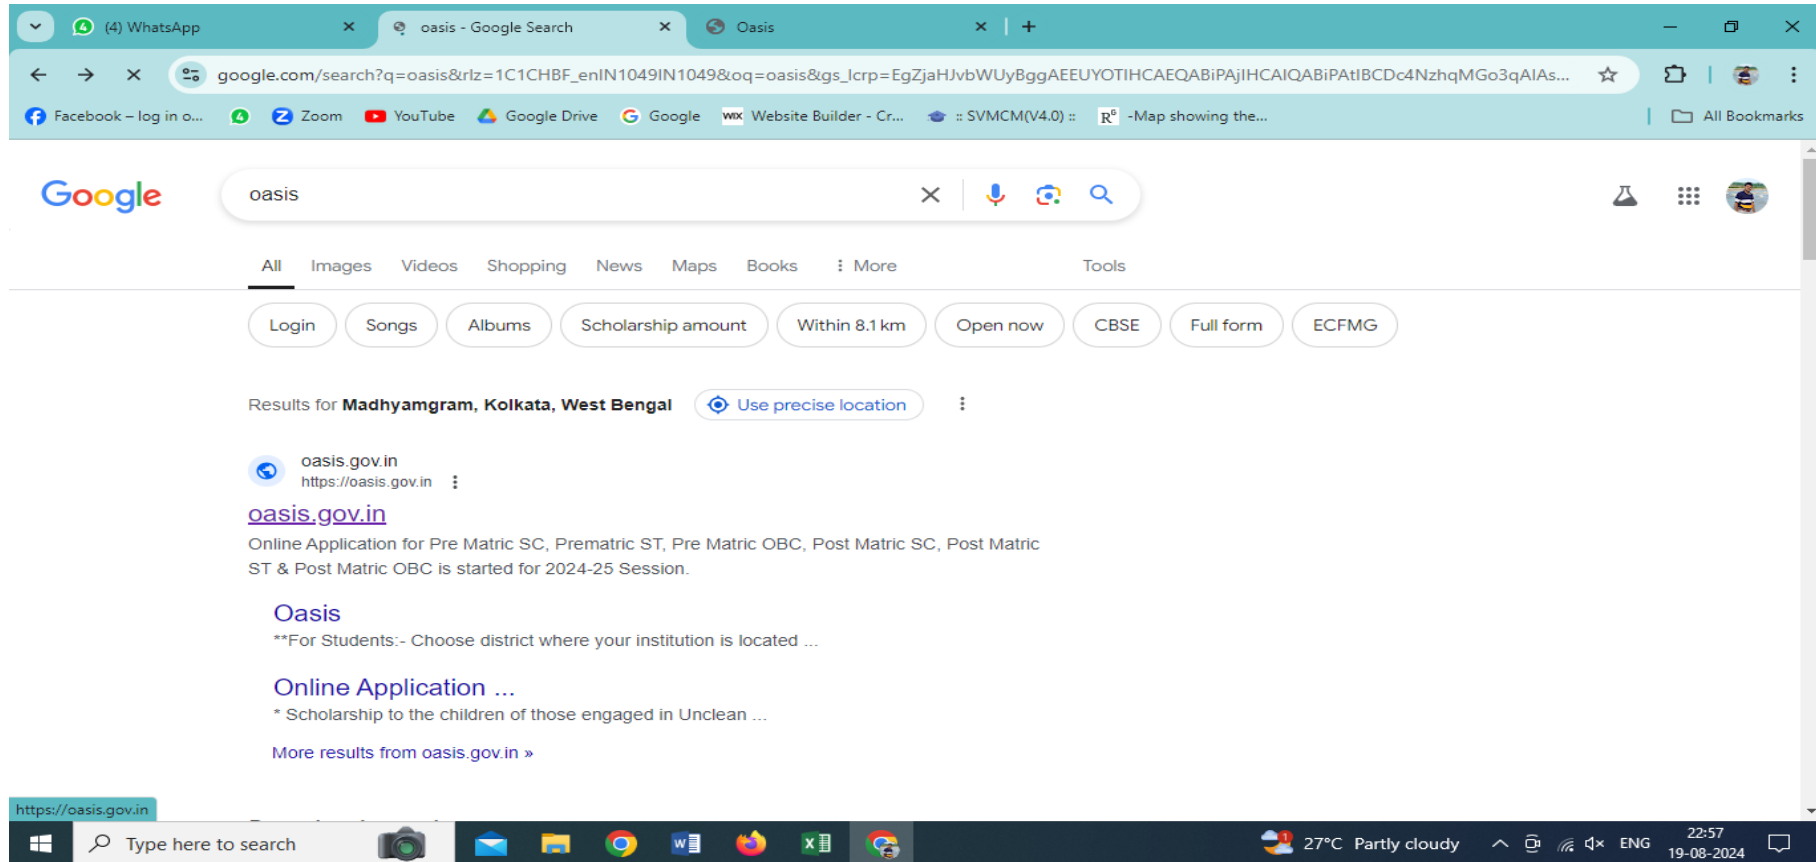 (4) WhatsApp
oasis - Google Search
Oasis
google.com/search?q=oasis&rlz=1C1CHBF_enIN1049IN1049&oq=oasis&gs_lcrp=EgZjaHJvbWUyBggAEEUYOTIHCAEQABiPAjIHCAIQABiPAtIBCDc4NzhqMGo3qAIAs...
Facebook – log in o...
Zoom
YouTube
Google Drive
Google
WIX Website Builder - Cr...
:: SVMCM(V4.0) ::
R⁶ -Map showing the...
All Bookmarks
Google
oasis
All Images Videos Shopping News Maps Books More Tools
Login Songs Albums Scholarship amount Within 8.1 km Open now CBSE Full form ECFMG
Results for Madhyamgram, Kolkata, West Bengal Use precise location
oasis.gov.in
https://oasis.gov.in
oasis.gov.in
Online Application for Pre Matric SC, Prematric ST, Pre Matric OBC, Post Matric SC, Post Matric
ST & Post Matric OBC is started for 2024-25 Session.
Oasis
**For Students:- Choose district where your institution is located ...
Online Application ...
* Scholarship to the children of those engaged in Unclean ...
More results from oasis.gov.in »
https://oasis.gov.in
Type here to search
27°C Partly cloudy
ENG
22:57
19-08-2024